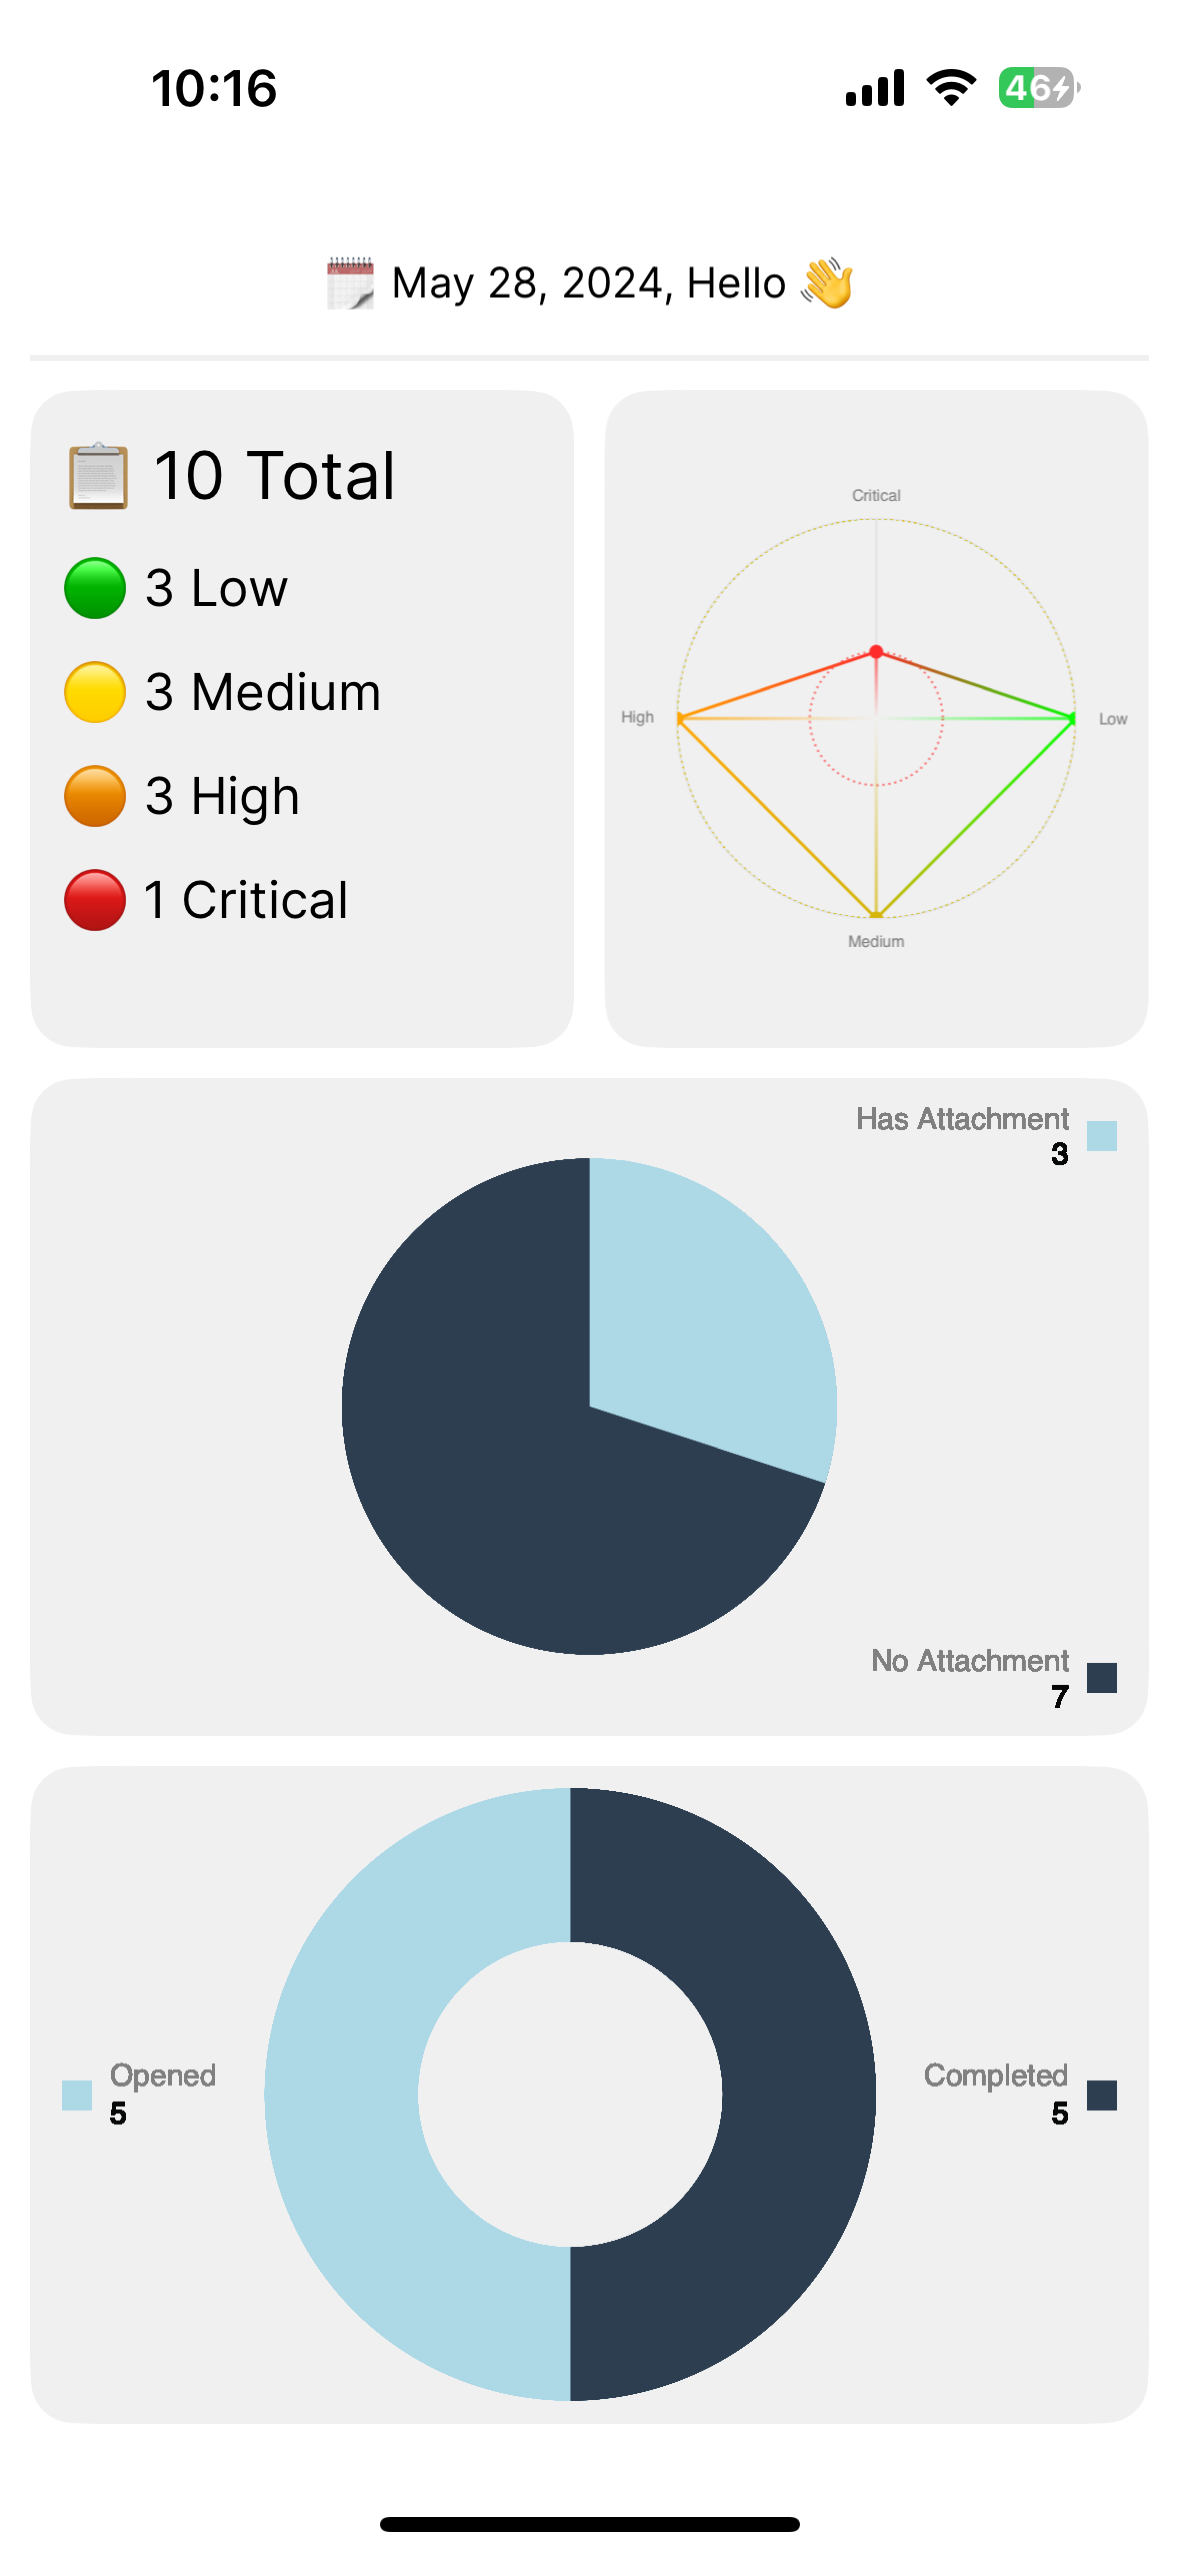 10:16
46
May 28, 2024, Hello
10 Total
3 Low
3 Medium
3 High
1 Critical
Critical
High
Low
Medium
Has Attachment
3
No Attachment
7
Opened
5
Completed
5